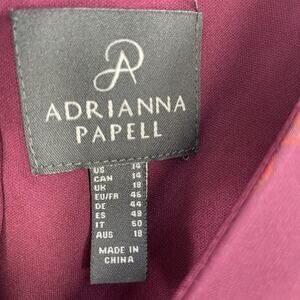 ADRIANNA
PAPELL
US 14
CAN 14
UK 18
EU/FR 46
DE 44
ES 48
IT 50
AUS 18
MADE IN
CHINA